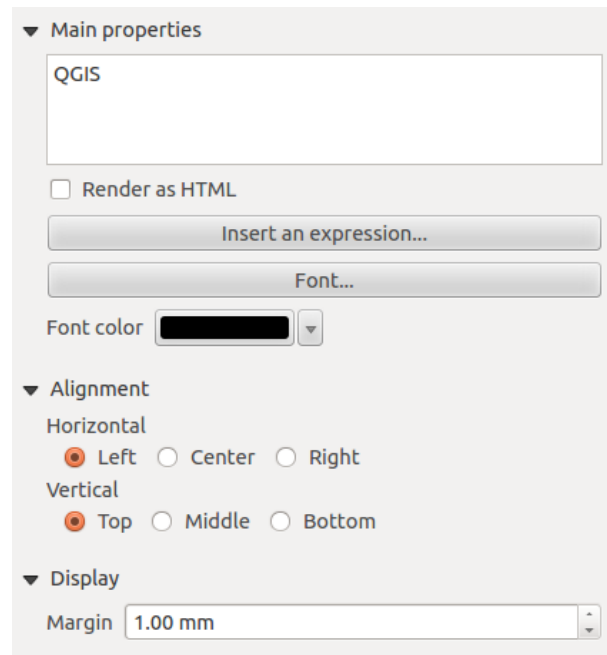 Main properties
QGIS
Render as HTML
Insert an expression...
Font...
Font color
Alignment
Horizontal
Left Center Right
Vertical
Top Middle Bottom
Display
Margin 1.00 mm